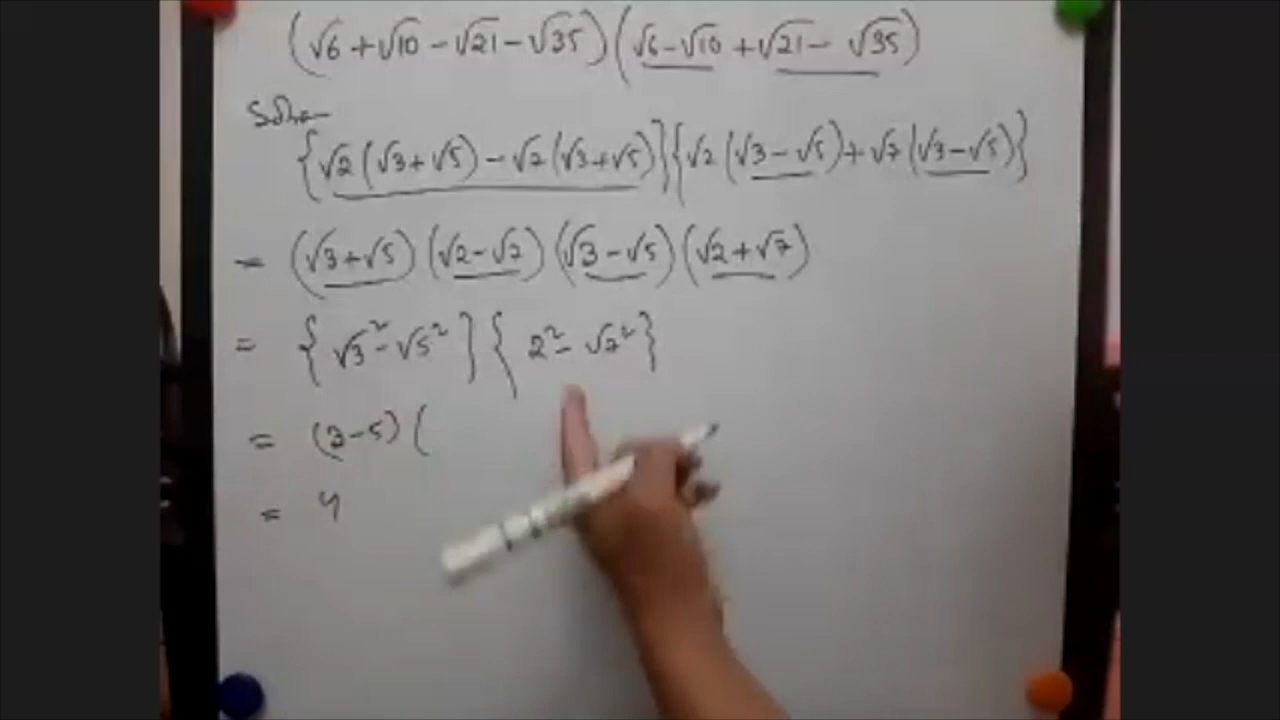 (√6 + √10 - √21 - √35)(√6 - √10 + √21 - √35)
{√2(√3+√5) - √7(√3+√5)}{√2(√3-√5) + √7(√3-√5)}
= (√3+√5)(√2-√7)(√3-√5)(√2+√7)
= {√3² - √5²}{2² - √7²}
= (3-5)(
= 4